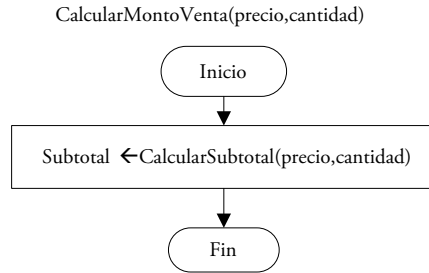 CalcularMontoVenta(precio,cantidad)
Inicio
Subtotal ←CalcularSubtotal(precio,cantidad)
Fin